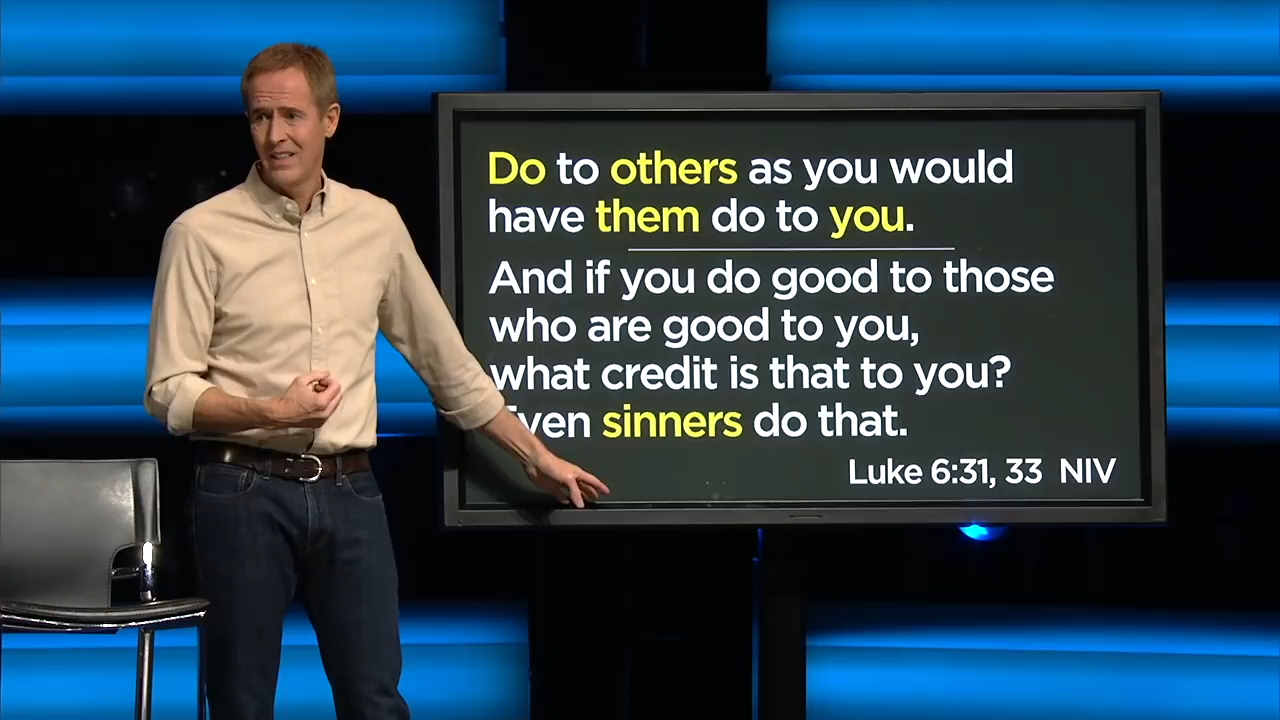 Do to others as you would
have them do to you.
And if you do good to those
who are good to you,
what credit is that to you?
Even sinners do that.
Luke 6:31, 33 NIV